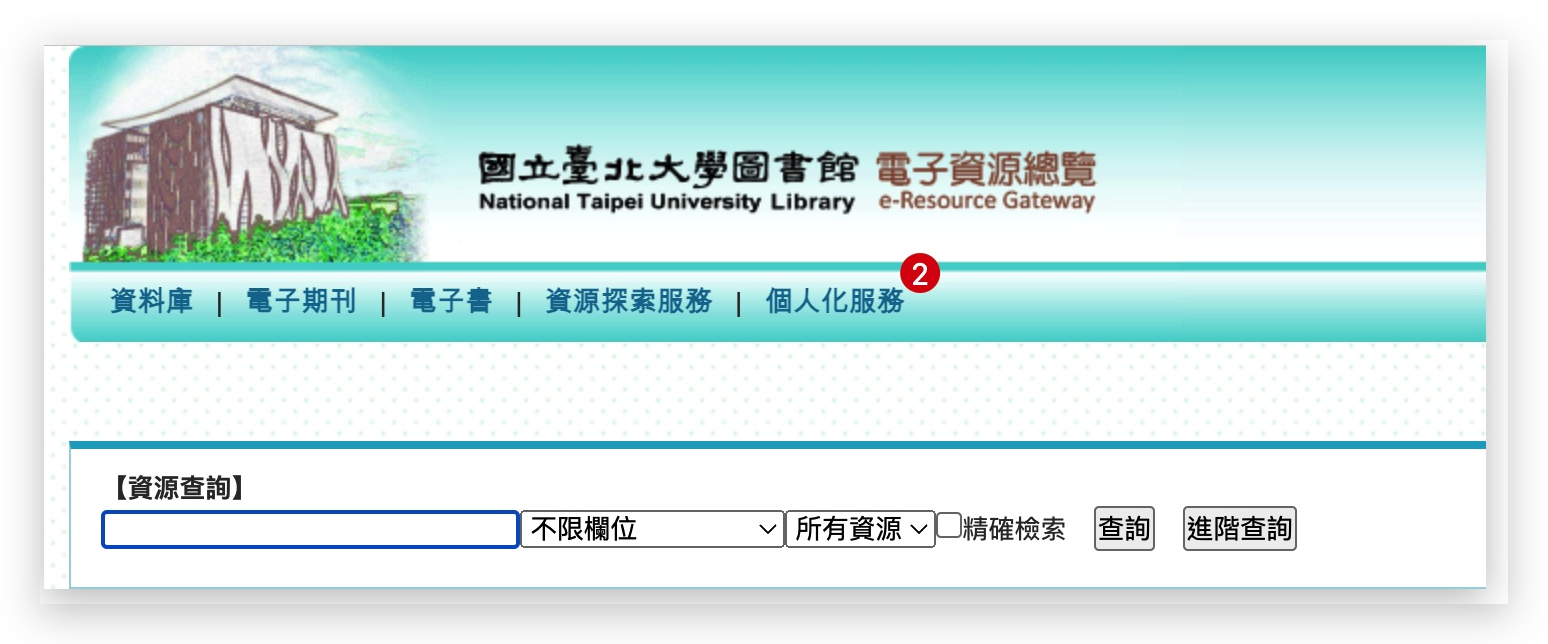 國立臺北大學圖書館 電子資源總覽
National Taipei University Library e-Resource Gateway
2
資料庫 | 電子期刊 | 電子書 | 資源探索服務 | 個人化服務
【資源查詢】
不限欄位 所有資源 精確檢索 查詢 進階查詢